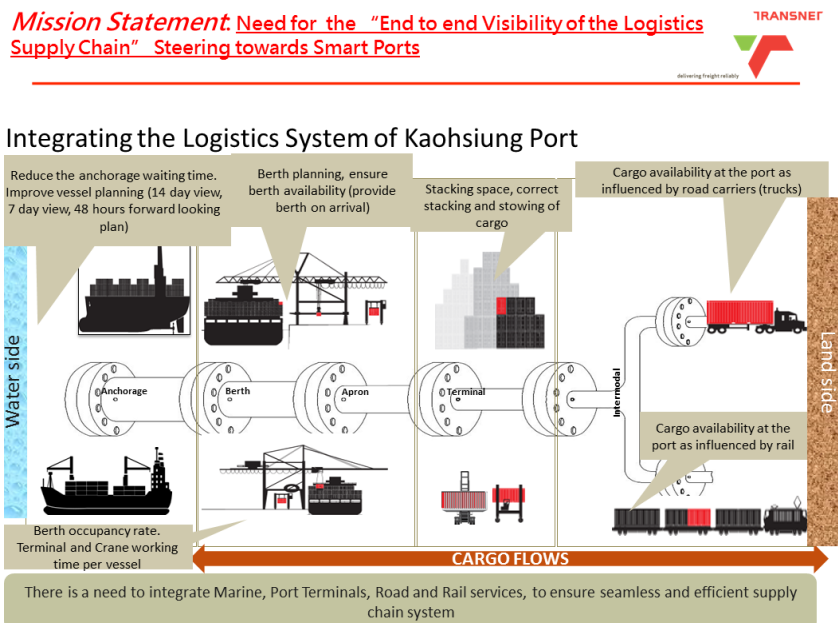 Mission Statement: Need for the “End to end Visibility of the Logistics
Supply Chain” Steering towards Smart Ports
TRANSNET
delivering freight reliably
Integrating the Logistics System of Kaohsiung Port
Reduce the anchorage waiting time.
Improve vessel planning (14 day view,
7 day view, 48 hours forward looking
plan)
Berth planning, ensure
berth availability (provide
berth on arrival)
Stacking space, correct
stacking and stowing of
cargo
Cargo availability at the port as
influenced by road carriers (trucks)
Water side
Anchorage
Berth
Apron
Terminal
Intermodal
Land side
Cargo availability at the
port as influenced by rail
Berth occupancy rate.
Terminal and Crane working
time per vessel
CARGO FLOWS
There is a need to integrate Marine, Port Terminals, Road and Rail services, to ensure seamless and efficient supply
chain system